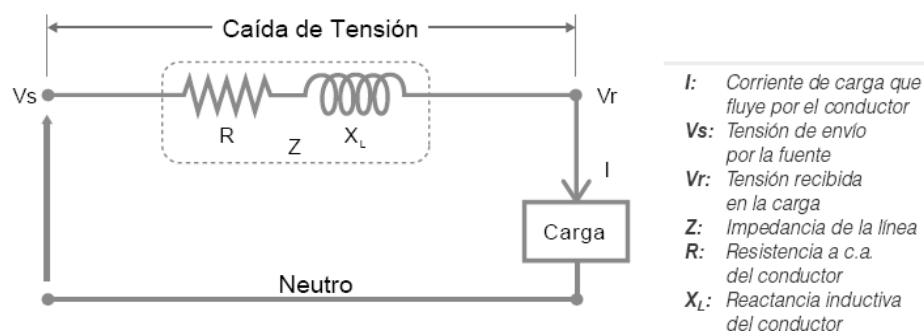 Caída de Tensión
Vs
Vr
R
X_L
Z
I
Carga
Neutro
I: Corriente de carga que
fluye por el conductor
Vs: Tensión de envío
por la fuente
Vr: Tensión recibida
en la carga
Z: Impedancia de la línea
R: Resistencia a c.a.
del conductor
X_L: Reactancia inductiva
del conductor